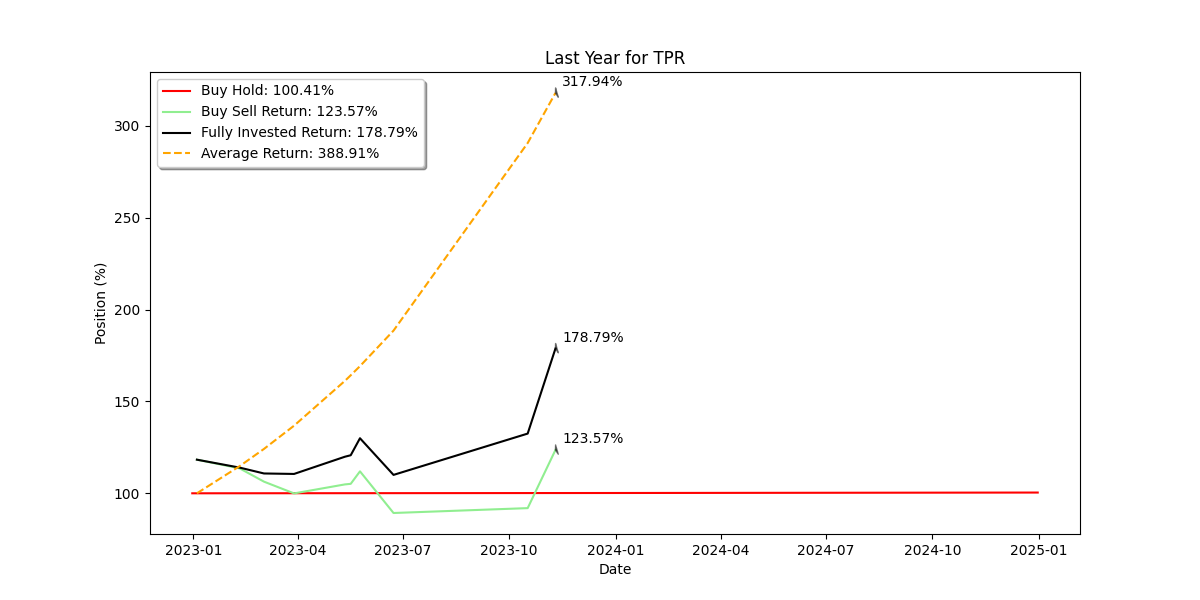 Last Year for TPR
Buy Hold: 100.41%
Buy Sell Return: 123.57%
Fully Invested Return: 178.79%
Average Return: 388.91%
317.94%
178.79%
123.57%
Position (%)
300
250
200
150
100
2023-01 2023-04 2023-07 2023-10 2024-01 2024-04 2024-07 2024-10 2025-01
Date